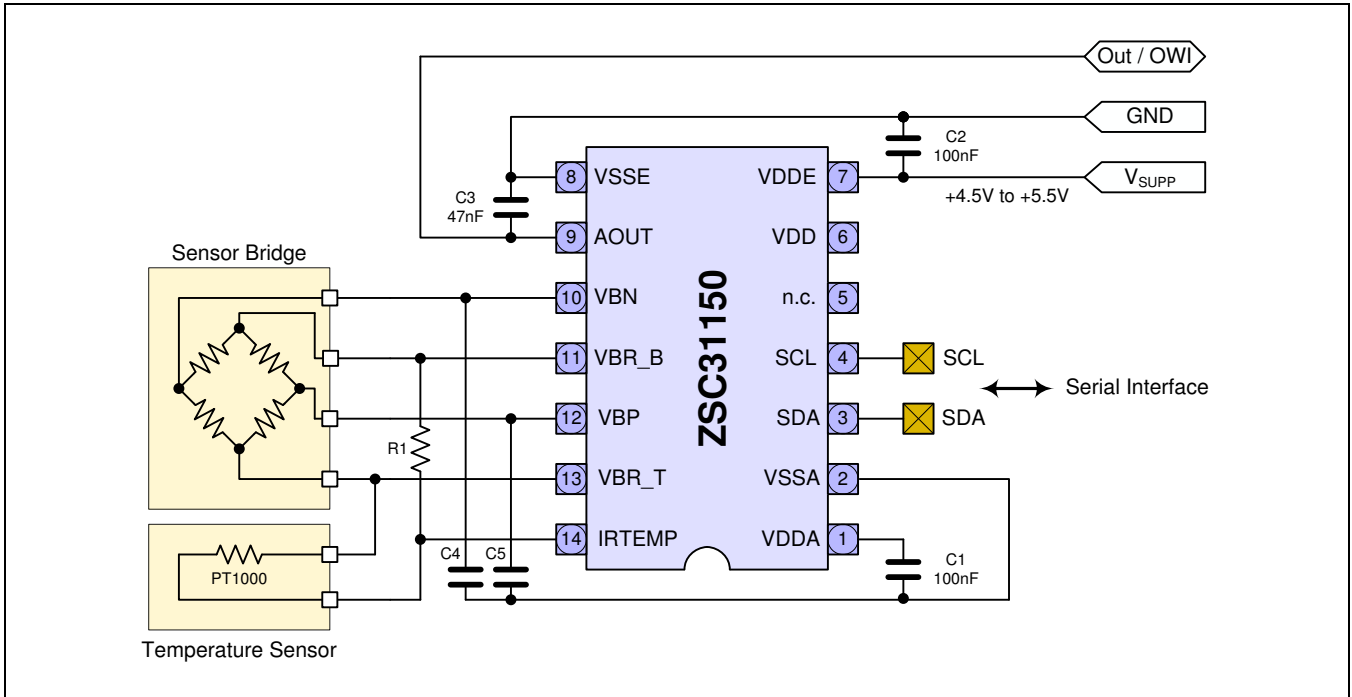 Out / OWI
GND
C2
100nF
V_SUPP
+4.5V to +5.5V
8 VSSE
VDDE 7
C3
47nF
9 AOUT
VDD 6
Sensor Bridge
10 VBN
n.c. 5
11 VBR_B
SCL 4
SCL
Serial Interface
12 VBP
SDA 3
SDA
R1
13 VBR_T
VSSA 2
14 IRTEMP
VDDA 1
ZSC31150
C4
C5
C1
100nF
PT1000
Temperature Sensor